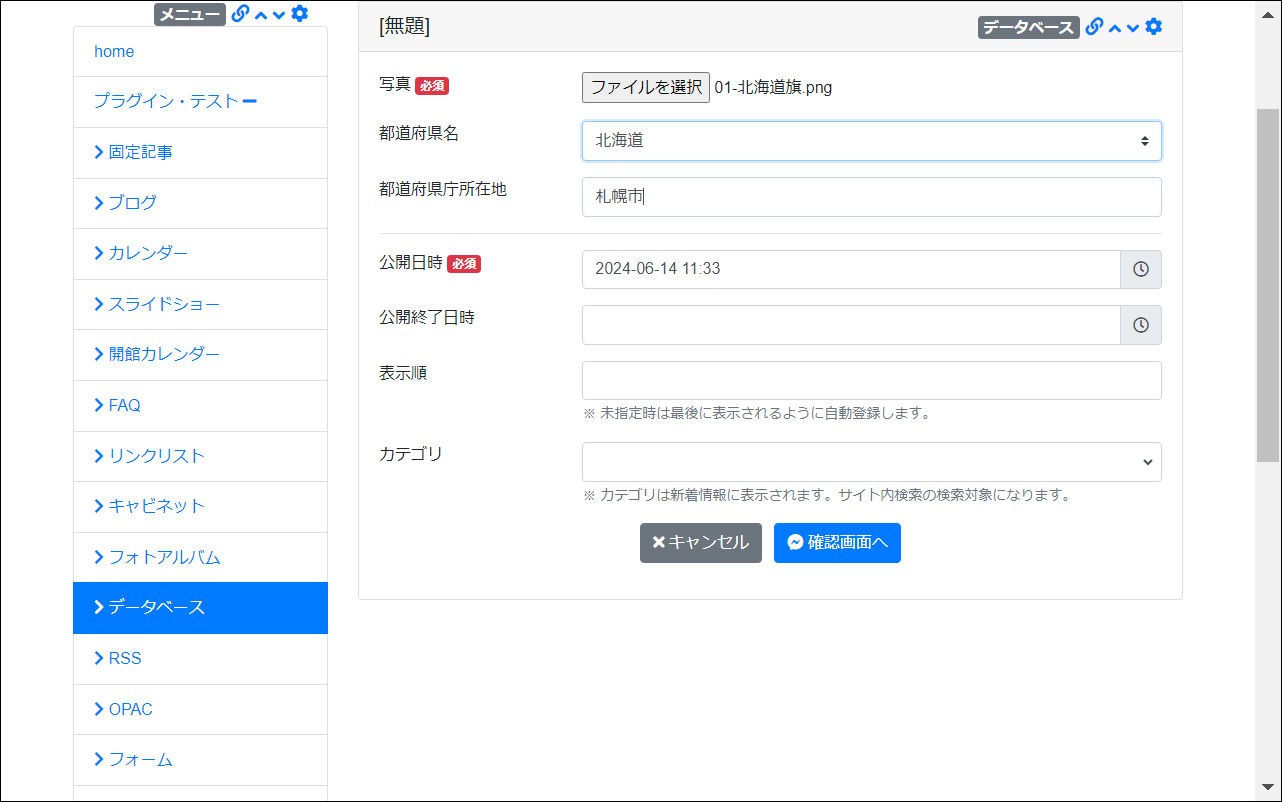 メニュー
home
プラグイン・テスト
固定記事
ブログ
カレンダー
スライドショー
開館カレンダー
FAQ
リンクリスト
キャビネット
フォトアルバム
データベース
RSS
OPAC
フォーム
[無題]
データベース
写真 必須
ファイルを選択 01-北海道旗.png
都道府県名
北海道
都道府県庁所在地
札幌市
公開日時 必須
2024-06-14 11:33
公開終了日時
表示順
※ 未指定時は最後に表示されるように自動登録します。
カテゴリ
※ カテゴリは新着情報に表示されます。サイト内検索の検索対象になります。
キャンセル
確認画面へ